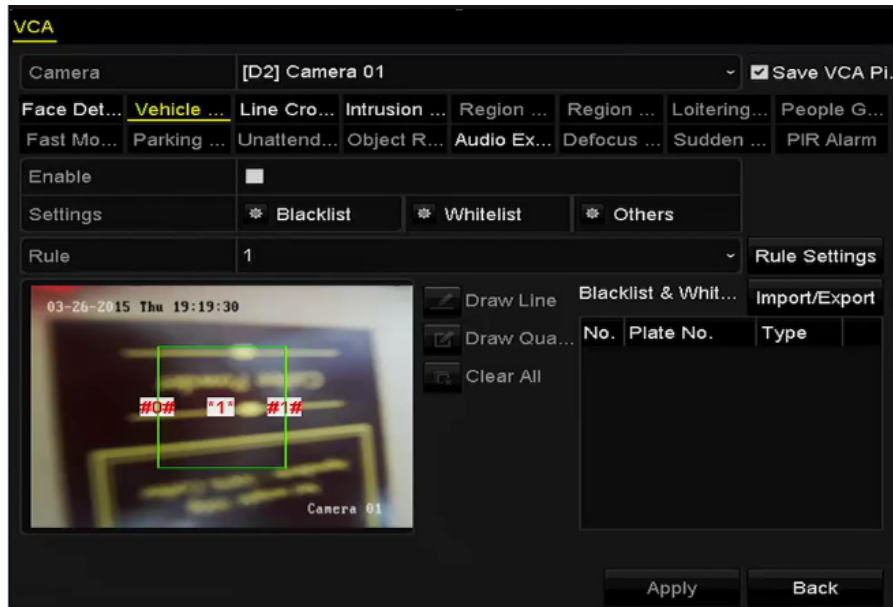 VCA
Camera [D2] Camera 01 Save VCA Pi.
Face Det... Vehicle ... Line Cro... Intrusion ... Region ... Region ... Loitering... People G...
Fast Mo... Parking ... Unattend... Object R... Audio Ex... Defocus ... Sudden ... PIR Alarm
Enable
Settings Blacklist Whitelist Others
Rule 1 Rule Settings
03-26-2015 Thu 19:19:30 Draw Line Blacklist & Whit... Import/Export
Draw Qua... No. Plate No. Type
Clear All
#0# *1* #1#
Camera 01
Apply Back